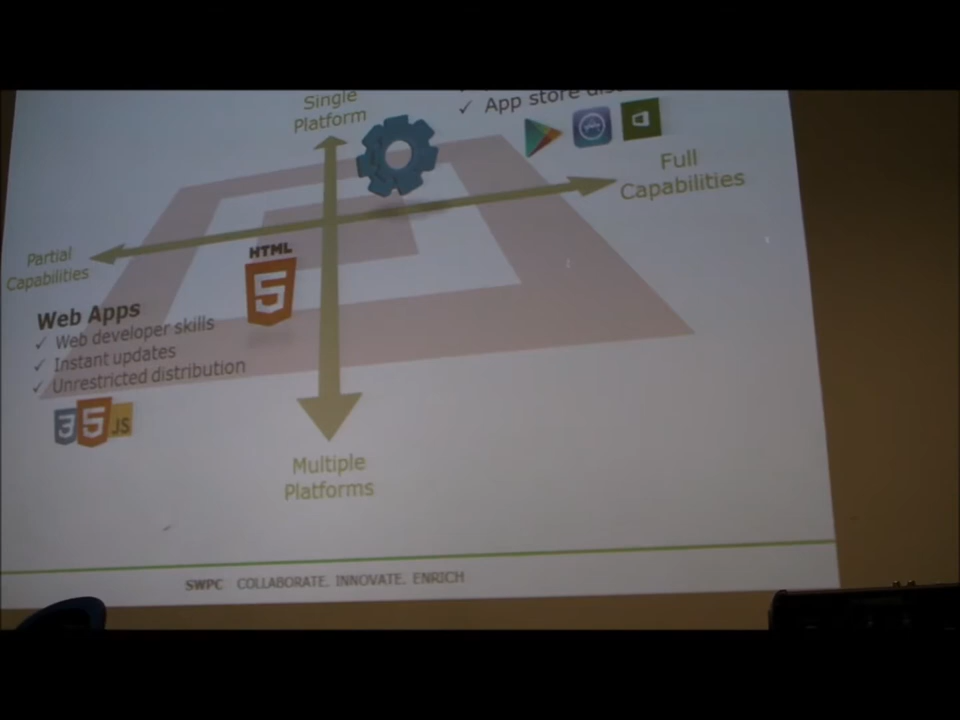 Single
Platform
✓ App store
Full
Capabilities
Partial
Capabilities
HTML
5
Web Apps
✓ Web developer skills
✓ Instant updates
✓ Unrestricted distribution
3 5 JS
Multiple
Platforms
SWPC COLLABORATE. INNOVATE. ENRICH